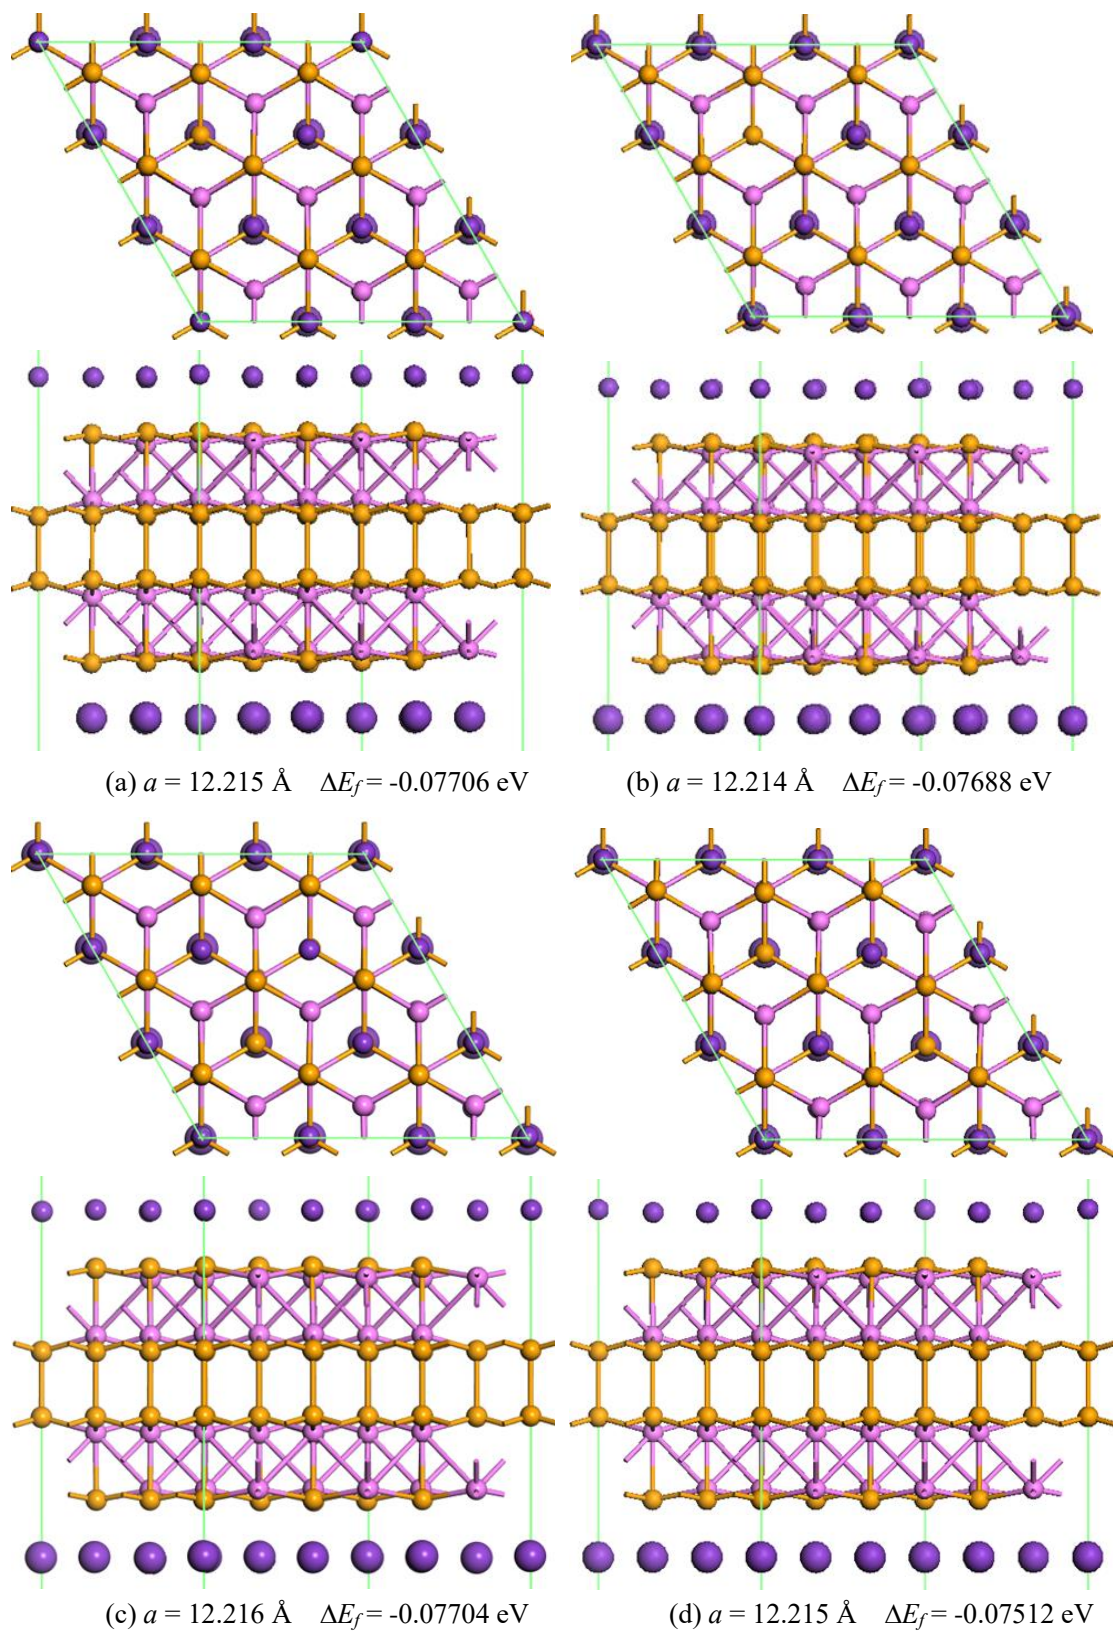 (a) a = 12.215 Å ΔEf = -0.07706 eV
(b) a = 12.214 Å ΔEf = -0.07688 eV
(c) a = 12.216 Å ΔEf = -0.07704 eV
(d) a = 12.215 Å ΔEf = -0.07512 eV